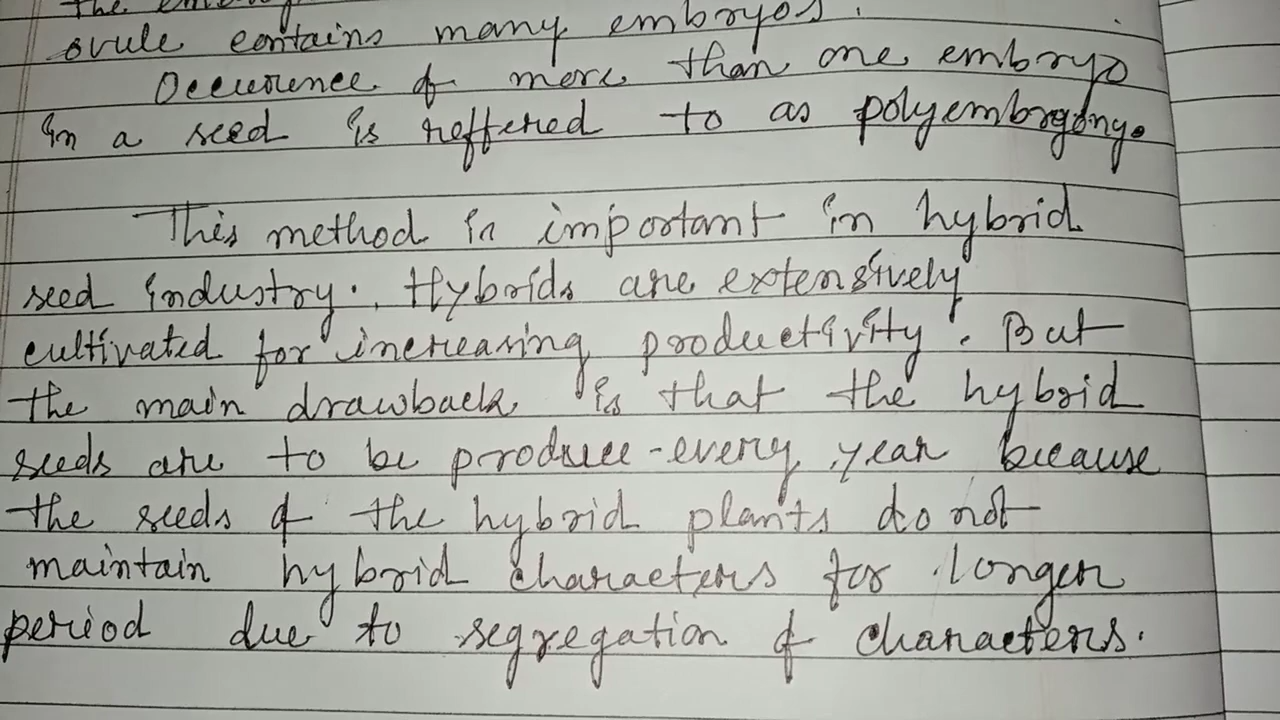 the
ovule contains many embryos.
Occurence of more than one embryo
in a seed is reffered to as polyembryony.
This method is important in hybrid
seed industry. Hybrids are extensively
cultivated for increasing productivity. But
the main drawback is that the hybrid
seeds are to be produce-every year because
the seeds of the hybrid plants do not
maintain hybrid characters for longer
period due to segregation of characters.